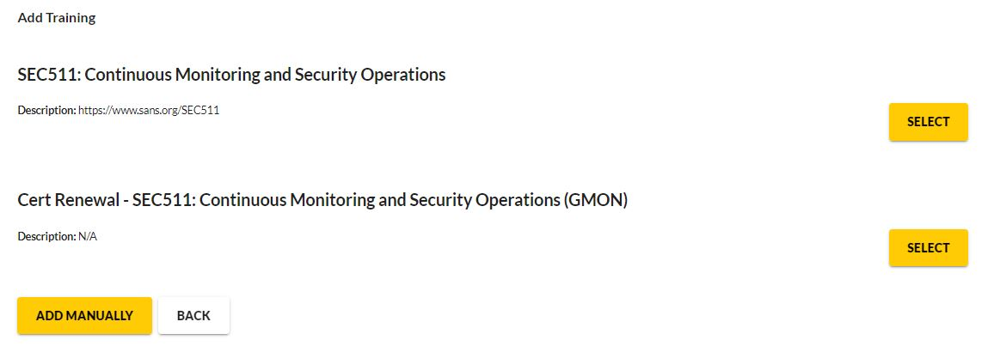 Add Training
SEC511: Continuous Monitoring and Security Operations
Description: https://www.sans.org/SEC511
SELECT
Cert Renewal - SEC511: Continuous Monitoring and Security Operations (GMON)
Description: N/A
SELECT
ADD MANUALLY
BACK